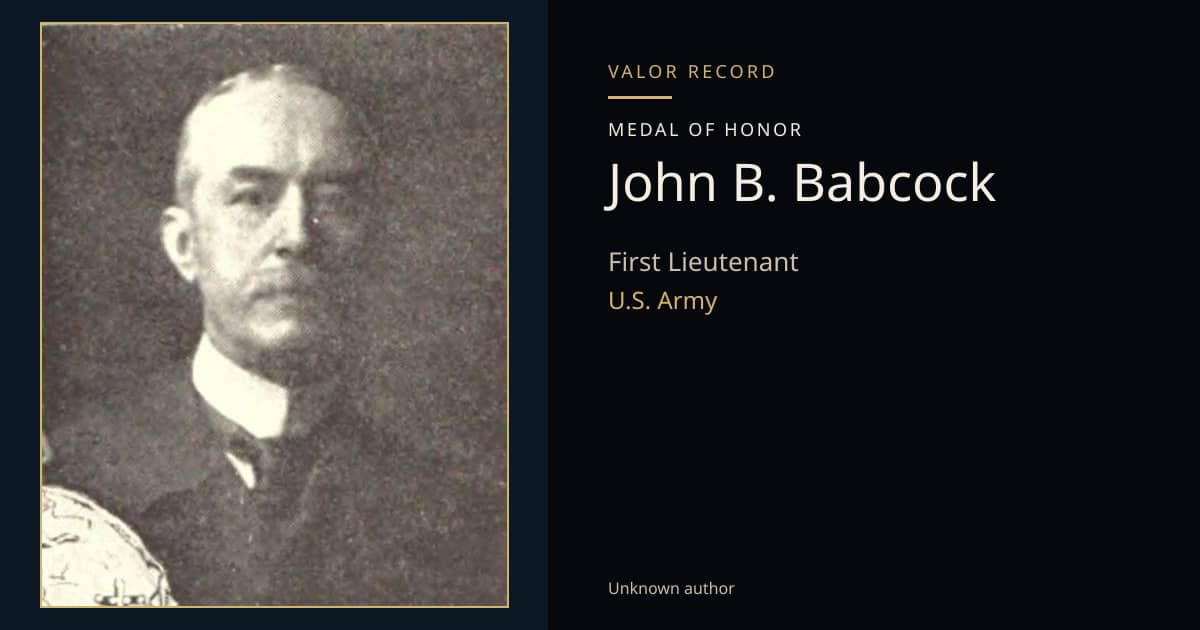 VALOR RECORD
MEDAL OF HONOR
John B. Babcock
First Lieutenant
U.S. Army
Unknown author